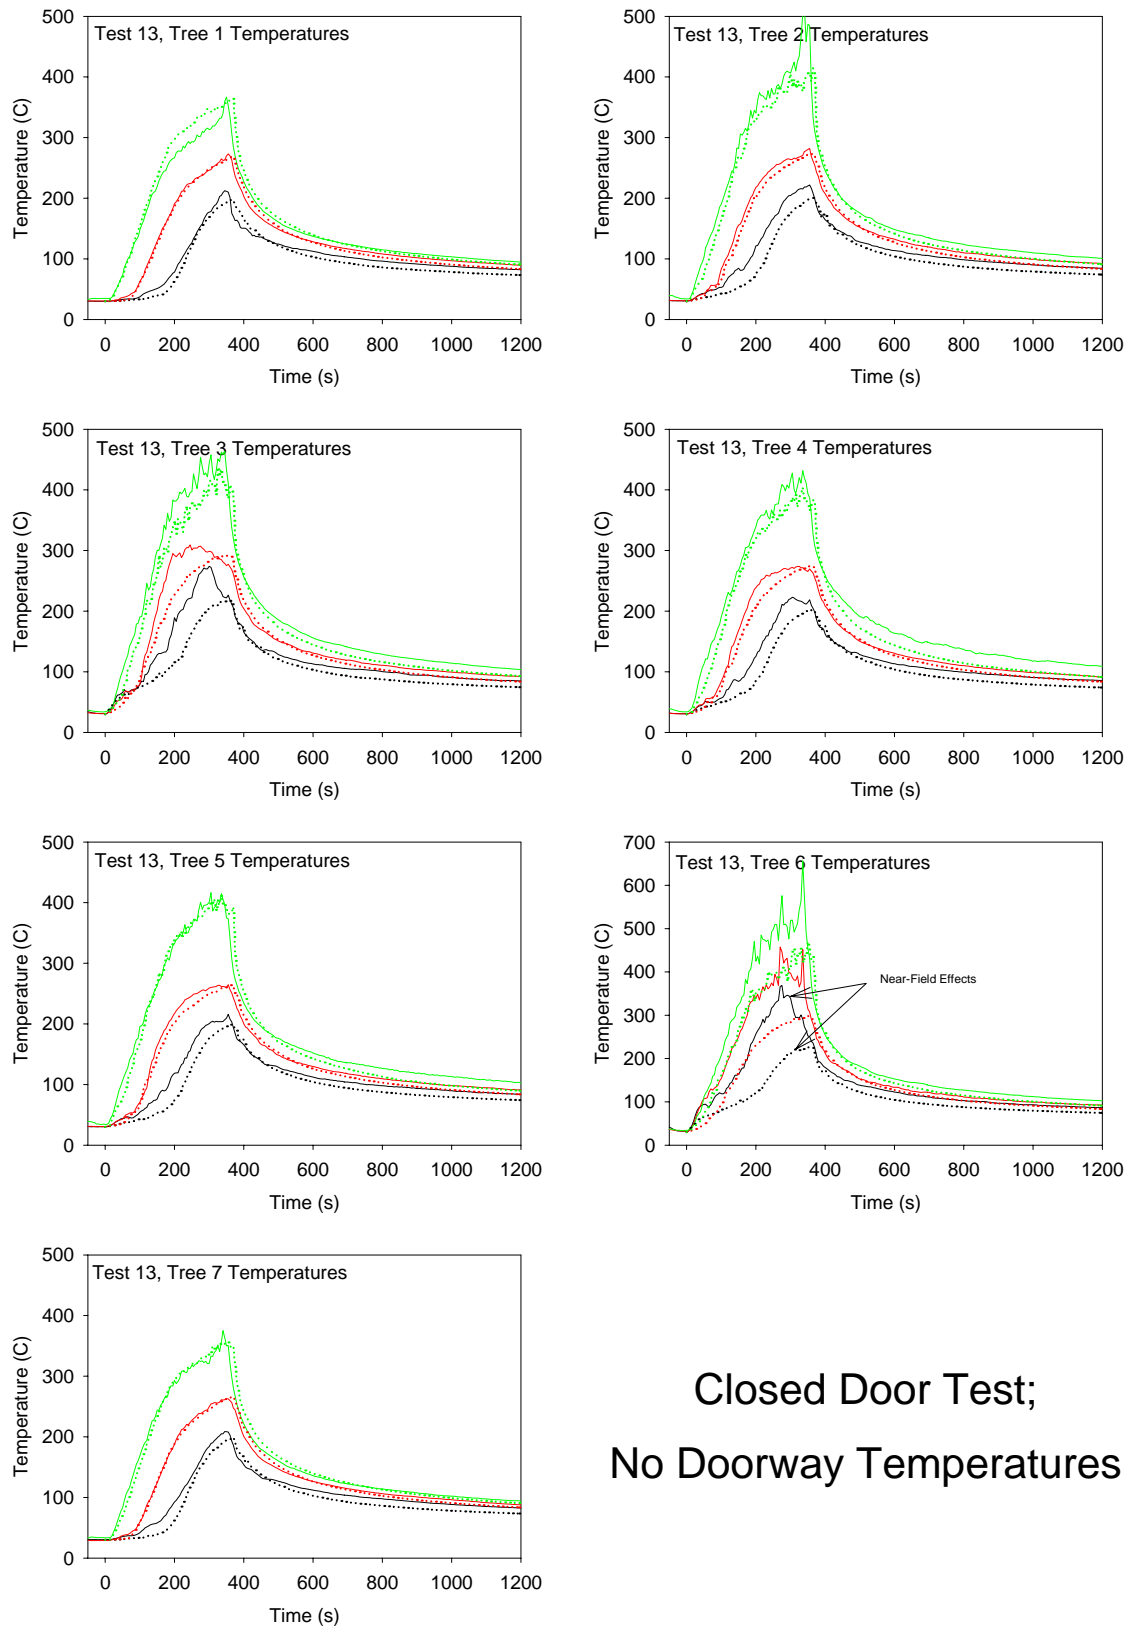 Test 13, Tree 1 Temperatures
Temperature (C)
500
400
300
200
100
0
0 200 400 600 800 1000 1200
Time (s)
Test 13, Tree 2 Temperatures
Temperature (C)
500
400
300
200
100
0
0 200 400 600 800 1000 1200
Time (s)
Test 13, Tree 3 Temperatures
Temperature (C)
500
400
300
200
100
0
0 200 400 600 800 1000 1200
Time (s)
Test 13, Tree 4 Temperatures
Temperature (C)
500
400
300
200
100
0
0 200 400 600 800 1000 1200
Time (s)
Test 13, Tree 5 Temperatures
Temperature (C)
500
400
300
200
100
0
0 200 400 600 800 1000 1200
Time (s)
Test 13, Tree 6 Temperatures
Temperature (C)
700
600
500
400
300
200
100
0
Near-Field Effects
0 200 400 600 800 1000 1200
Time (s)
Test 13, Tree 7 Temperatures
Temperature (C)
500
400
300
200
100
0
0 200 400 600 800 1000 1200
Time (s)
Closed Door Test;
No Doorway Temperatures